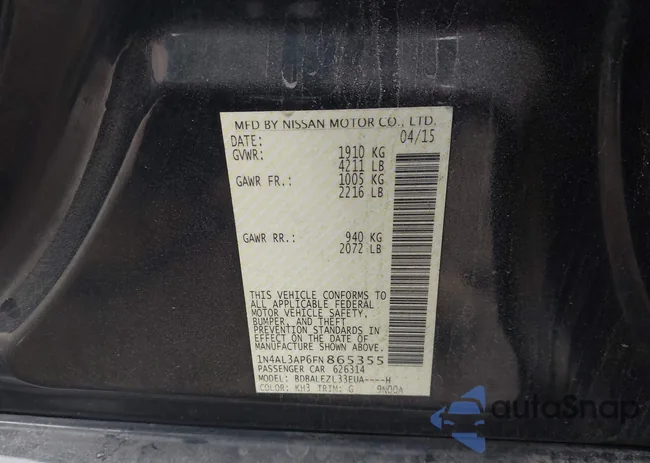 MFD BY NISSAN MOTOR CO., LTD.
DATE: 04/15
GVWR: 1910 KG
4211 LB
GAWR FR.: 1005 KG
2216 LB
GAWR RR.: 940 KG
2072 LB
THIS VEHICLE CONFORMS TO
ALL APPLICABLE FEDERAL
MOTOR VEHICLE SAFETY,
BUMPER, AND THEFT
PREVENTION STANDARDS IN
EFFECT ON THE DATE OF
MANUFACTURE SHOWN ABOVE.
1N4AL3AP6FN865355
PASSENGER CAR 626314
MODEL: BDBALEZL33EUA----H
COLOR: KH3 TRIM: G 9N00A
autoSnap